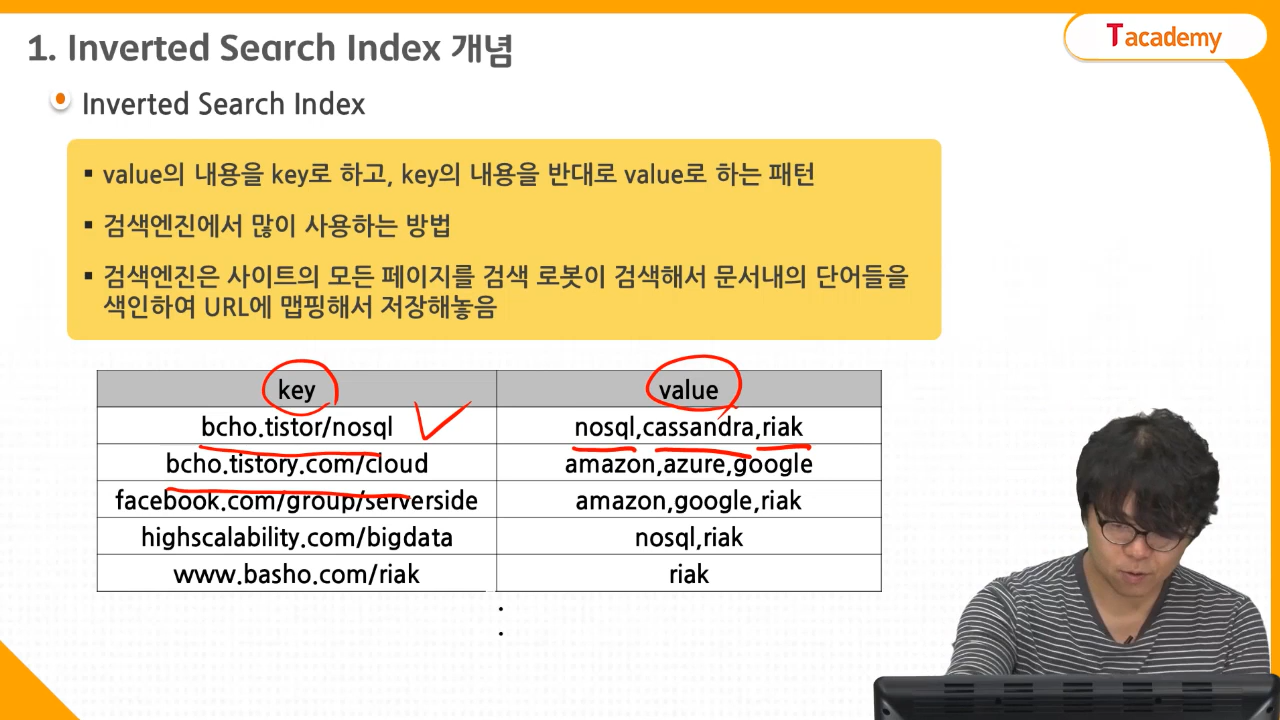 1. Inverted Search Index 개념
Tacademy
Inverted Search Index
▪ value의 내용을 key로 하고, key의 내용을 반대로 value로 하는 패턴
▪ 검색엔진에서 많이 사용하는 방법
▪ 검색엔진은 사이트의 모든 페이지를 검색 로봇이 검색해서 문서내의 단어들을
색인하여 URL에 맵핑해서 저장해놓음
key value
bcho.tistor/nosql nosql,cassandra,riak
bcho.tistory.com/cloud amazon,azure,google
facebook.com/group/serverside amazon,google,riak
highscalability.com/bigdata nosql,riak
www.basho.com/riak riak
.
.